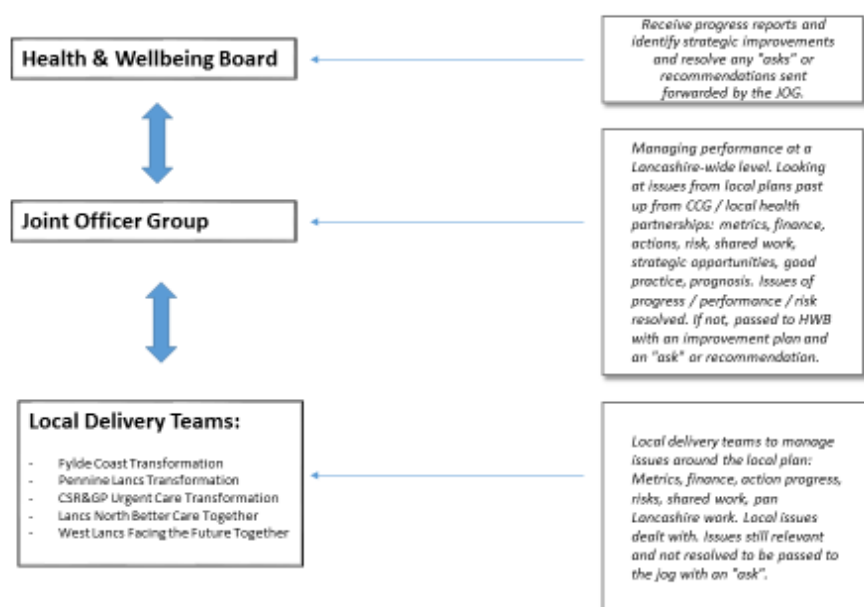 Health & Wellbeing Board
Receive progress reports and
identify strategic improvements
and resolve any "asks" or
recommendations sent
forwarded by the JOG.
Joint Officer Group
Managing performance at a
Lancashire-wide level. Looking
at issues from local plans past
up from CCG / local health
partnerships: metrics, finance,
actions, risk, shared work,
strategic opportunities, good
practice, prognosis. Issues of
progress / performance / risk
resolved. If not, passed to HWB
with an improvement plan and
an "ask" or recommendation.
Local Delivery Teams:
- Fylde Coast Transformation
- Pennine Lancs Transformation
- CSR&GP Urgent Care Transformation
- Lancs North Better Care Together
- West Lancs Facing the Future Together
Local delivery teams to manage
issues around the local plan:
Metrics, finance, action progress,
risks, shared work, pan
Lancashire work. Local issues
dealt with. Issues still relevant
and not resolved to be passed to
the jog with an "ask".